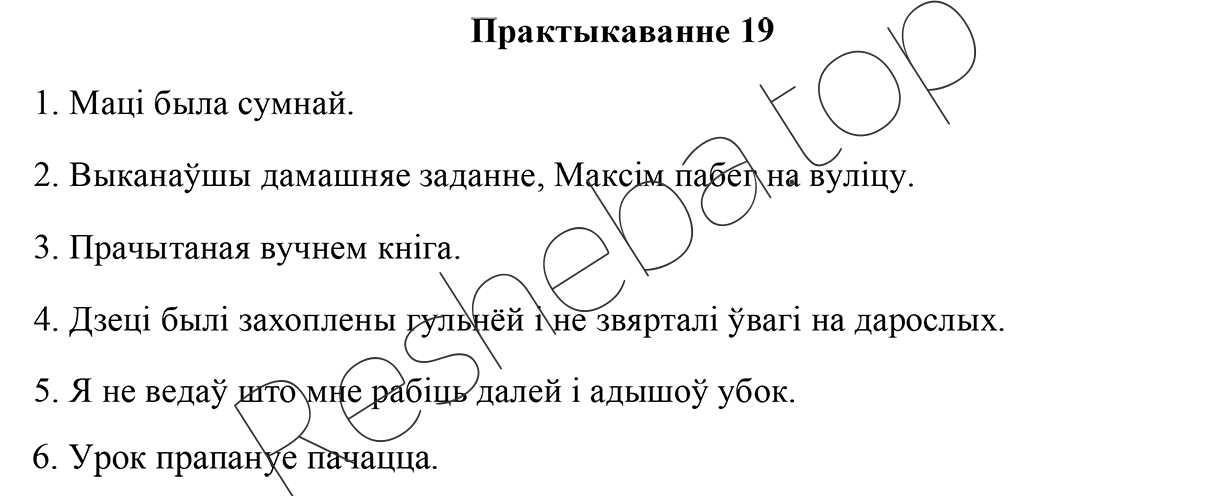 Практыкаванне 19
1. Маці была сумнай.
2. Выканаўшы дамашняе заданне, Максім пабег на вуліцу.
3. Прачытаная вучнем кніга.
4. Дзеці былі захоплены гульнёй і не звярталі ўвагі на дарослых.
5. Я не ведаў што мне рабіць далей і адышоў убок.
6. Урок прапануе пачацца.
Resheba.top